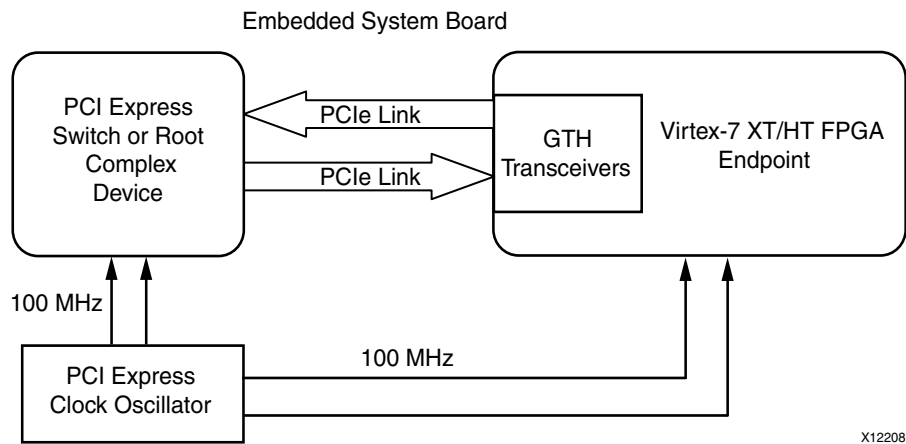 Embedded System Board
PCI Express
Switch or Root
Complex
Device
PCIe Link
PCIe Link
GTH
Transceivers
Virtex-7 XT/HT FPGA
Endpoint
100 MHz
100 MHz
PCI Express
Clock Oscillator
X12208